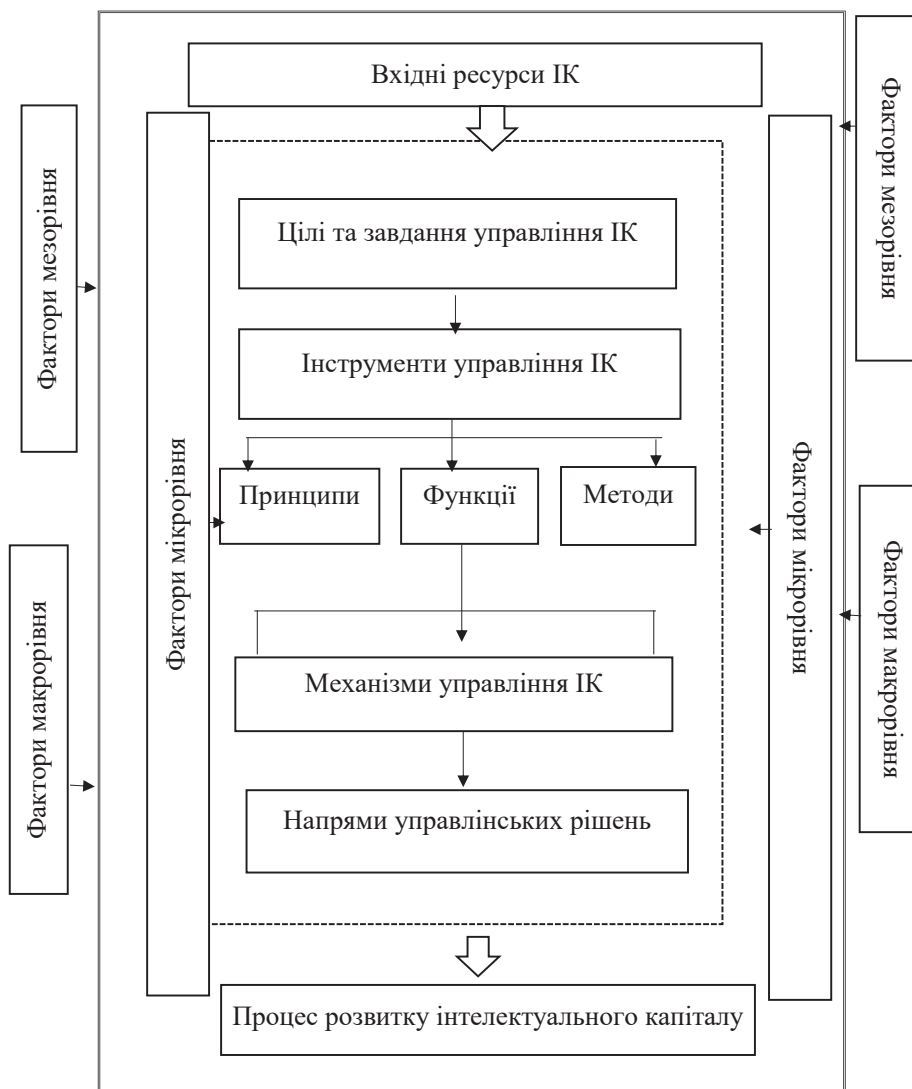 Вхідні ресурси ІК
Фактори мезорівня
Фактори мезорівня
Фактори мікрорівня
Фактори мікрорівня
Цілі та завдання управління ІК
Інструменти управління ІК
Принципи
Функції
Методи
Фактори макрорівня
Фактори макрорівня
Механізми управління ІК
Напрями управлінських рішень
Процес розвитку інтелектуального капіталу